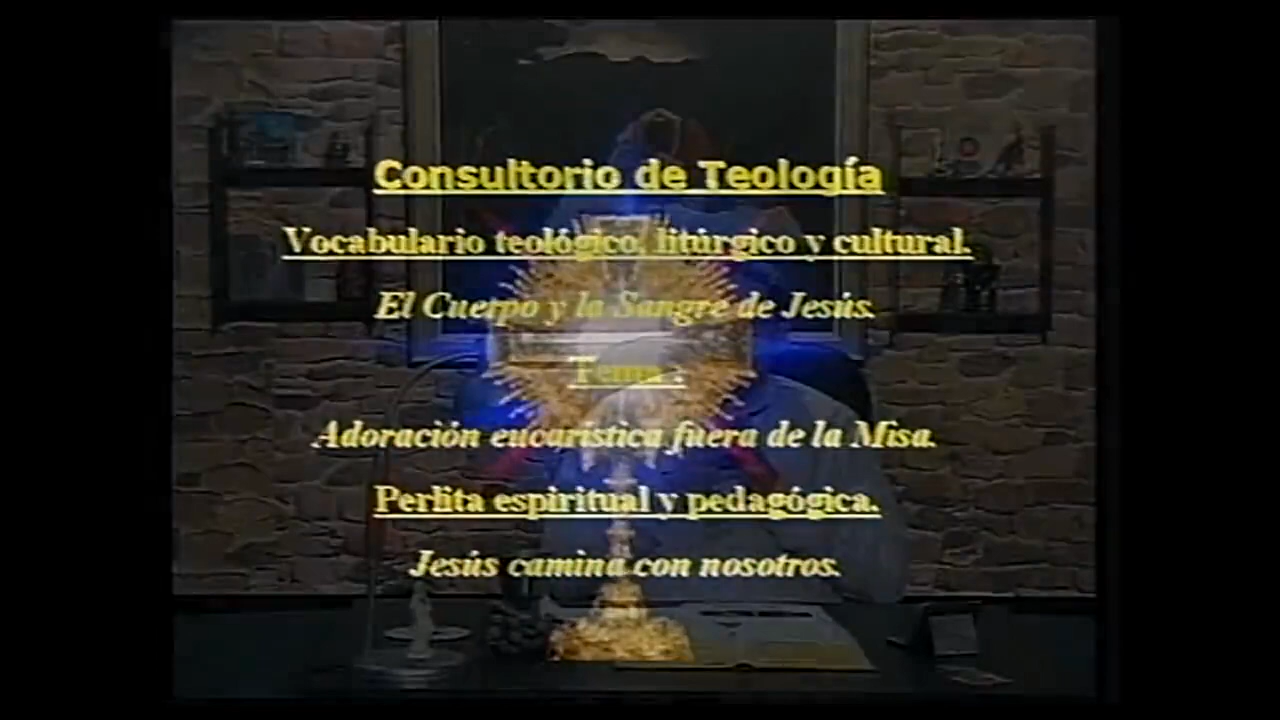 Consultorio de Teología
Vocabulario teológico, litúrgico y cultural.
El Cuerpo y la Sangre de Jesús.
Tema :
Adoración eucarística fuera de la Misa.
Perlita espiritual y pedagógica.
Jesús camina con nosotros.